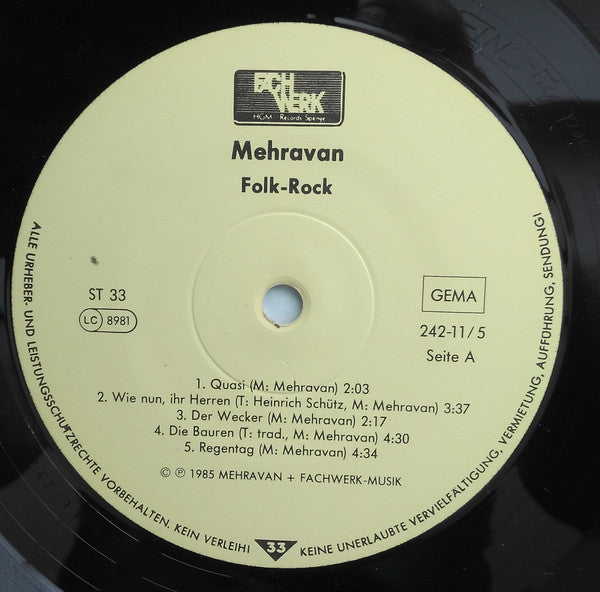 FACH
WERK
HGM Records Spenge
Mehravan
Folk-Rock
ST 33
LC 8981
GEMA
242-11/5
Seite A
1. Quasi (M: Mehravan) 2:03
2. Wie nun, ihr Herren (T: Heinrich Schütz, M: Mehravan) 3:37
3. Der Wecker (M: Mehravan) 2:17
4. Die Bauren (T: trad., M: Mehravan) 4:30
5. Regentag (M: Mehravan) 4:34
© ℗ 1985 MEHRAVAN + FACHWERK-MUSIK
ALLE URHEBER- UND LEISTUNGSSCHUTZRECHTE VORBEHALTEN. KEIN VERLEIH! 33 KEINE UNERLAUBTE VERVIELFÄLTIGUNG, VERMIETUNG, AUFFÜHRUNG, SENDUNG!